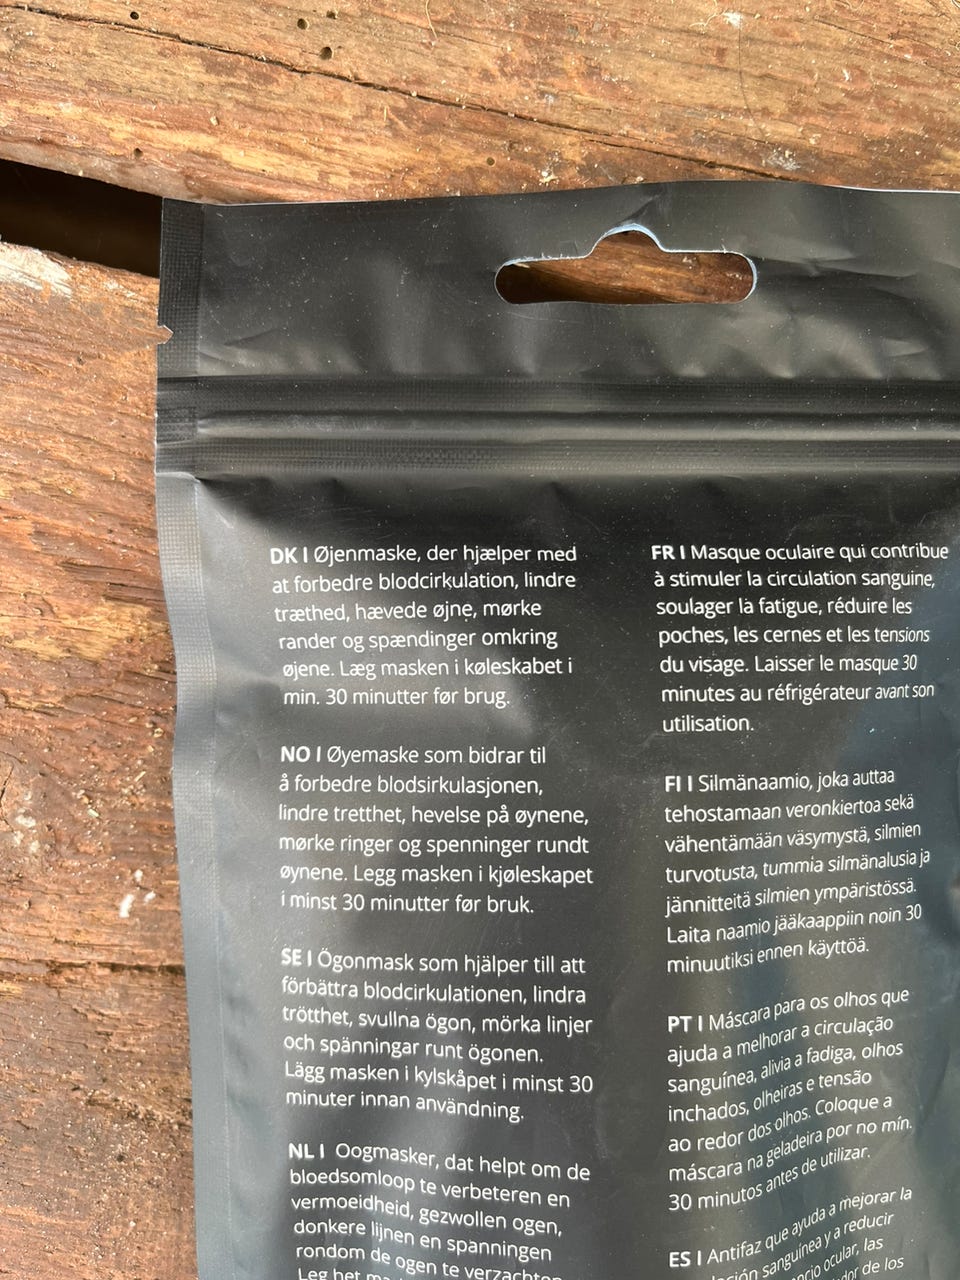 DK | Øjenmaske, der hjælper med
at forbedre blodcirkulation, lindre
træthed, hævede øjne, mørke
rander og spændinger omkring
øjene. Læg masken i køleskabet i
min. 30 minutter før brug.
NO | Øyemaske som bidrar til
å forbedre blodsirkulasjonen,
lindre tretthet, hevelse på øynene,
mørke ringer og spenninger rundt
øynene. Legg masken i kjøleskapet
i minst 30 minutter før bruk.
SE | Ögonmask som hjälper till att
förbättra blodcirkulationen, lindra
trötthet, svullna ögon, mörka linjer
och spänningar runt ögonen.
Lägg masken i kylskåpet i minst 30
minuter innan användning.
NL | Oogmasker, dat helpt om de
bloedsomloop te verbeteren en
vermoeidheid, gezwollen ogen,
donkere lijnen en spanningen
rondom de ogen te verzachten.
Leg het
FR | Masque oculaire qui contribue
à stimuler la circulation sanguine,
soulager la fatigue, réduire les
poches, les cernes et les tensions
du visage. Laisser le masque 30
minutes au réfrigérateur avant son
utilisation.
FI | Silmänaamio, joka auttaa
tehostamaan veronkiertoa sekä
vähentämään väsymystä, silmien
turvotusta, tummia silmänalusia ja
jännitteitä silmien ympäristössä.
Laita naamio jääkaappiin noin 30
minuutiksi ennen käyttöä.
PT | Máscara para os olhos que
ajuda a melhorar a circulação
sanguínea, alivia a fadiga, olhos
inchados, olheiras e tensão
ao redor dos olhos. Coloque a
máscara na geladeira por no mín.
30 minutos antes de utilizar.
ES | Antifaz que ayuda a mejorar la
sanguínea y a reducir
ocular, las
de los